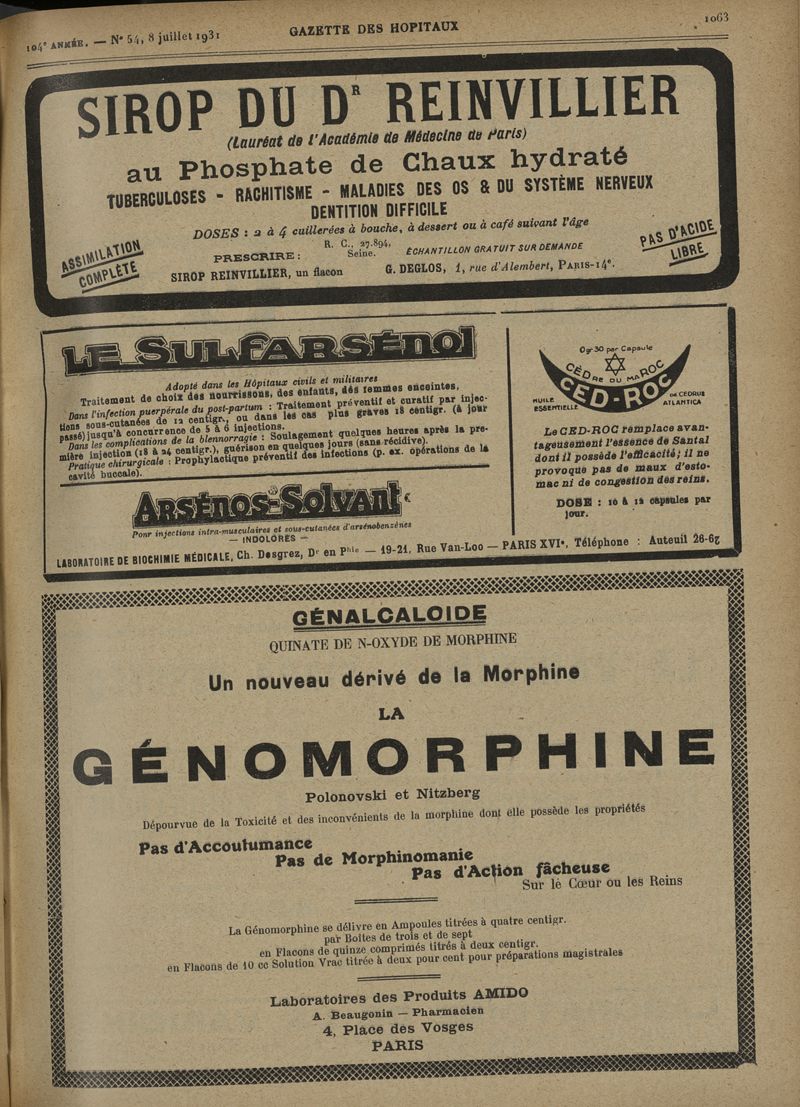 104e ANNÉE. — N° 54, 8 juillet 1931
GAZETTE DES HOPITAUX
1063
SIROP DU Dr REINVILLIER
(Lauréat de l'Académie de Médecine de Paris)
au Phosphate de Chaux hydraté
TUBERCULOSES - RACHITISME - MALADIES DES OS & DU SYSTÈME NERVEUX
DENTITION DIFFICILE
DOSES : 2 à 4 cuillerées à bouche, à dessert ou à café suivant l'âge
ASSIMILATION
COMPLÈTE
PRESCRIRE :
SIROP REINVILLIER, un flacon
R. C., 27.894,
Seine.
ÉCHANTILLON GRATUIT SUR DEMANDE
G. DEGLOS, 1, rue d'Alembert, PARIS-14e.
PAS D'ACIDE
LIBRE
LE SULFARSÉNOL
Adopté dans les Hôpitaux civils et militaires
Traitement de choix des nourrissons, des enfants, des femmes enceintes,
Dans l'infection puerpérale du post-partum : Traitement préventif et curatif par injec-
tions sous-cutanées de 12 centigr., ou dans les cas plus graves 18 centigr. (à jour
passé) jusqu'à concurrence de 5 à 6 injections.
Dans les complications de la blennorragie : Soulagement quelques heures après la pre-
mière injection (18 à 24 centigr.), guérison en quelques jours (sans récidive).
Pratique chirurgicale : Prophylactique préventif des infections (p. ex. opérations de la
cavité buccale).
ARSÉNOS-SOLVANT
Pour injections intra-musculaires et sous-cutanées d'arsénobenzènes
— INDOLORES —
0gr30 par Capsule
CÈDRE DU MAROC
CED-ROC
HUILE
ESSENTIELLE
DE CEDRUS
ATLANTICA
Le CED-ROC remplace avan-
tageusement l'essence de Santal
dont il possède l'efficacité; il ne
provoque pas de maux d'esto-
mac ni de congestion des reins.
DOSE : 10 à 12 capsules par
jour.
LABORATOIRE DE BIOCHIMIE MÉDICALE, Ch. Desgrez, Dr en Phie — 19-21, Rue Van-Loo — PARIS XVIe, Téléphone : Auteuil 26-62
GÉNALCALOIDE
QUINATE DE N-OXYDE DE MORPHINE
Un nouveau dérivé de la Morphine
LA
GÉNOMORPHINE
Polonovski et Nitzberg
Dépourvue de la Toxicité et des inconvénients de la morphine dont elle possède les propriétés
Pas d'Accoutumance
Pas de Morphinomanie
Pas d'Action fâcheuse
Sur le Cœur ou les Reins
La Génomorphine se délivre en Ampoules titrées à quatre centigr.
par Boîtes de trois et de sept
en Flacons de quinze comprimés titrés à deux centigr.
en Flacons de 10 cc Solution Vrac titrée à deux pour cent pour préparations magistrales
Laboratoires des Produits AMIDO
A. Beaugonin — Pharmacien
4, Place des Vosges
PARIS